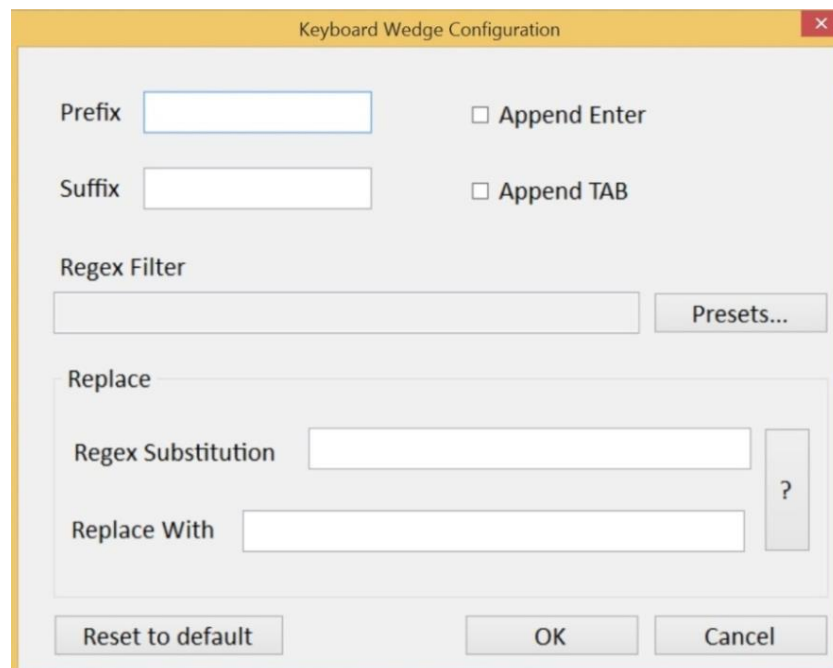 Keyboard Wedge Configuration
Prefix
Append Enter
Suffix
Append TAB
Regex Filter
Presets...
Replace
Regex Substitution
?
Replace With
Reset to default
OK
Cancel